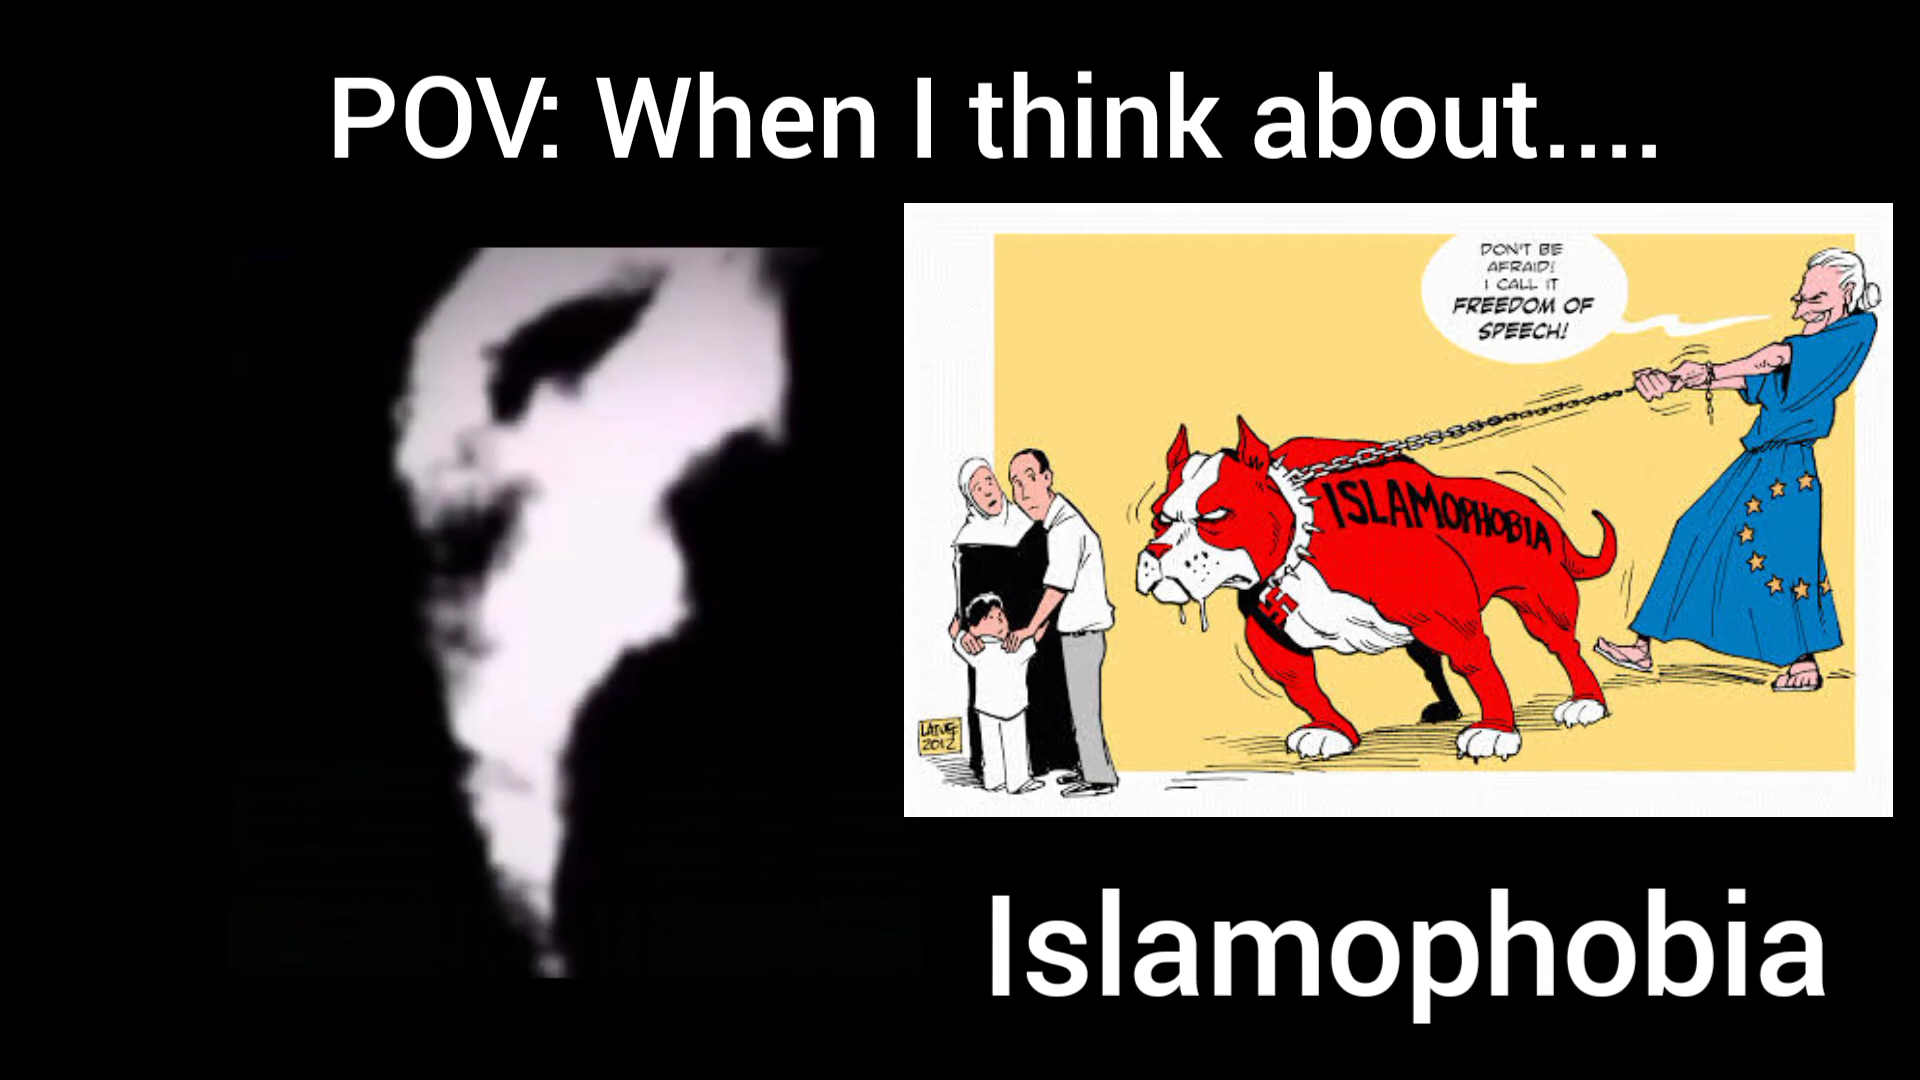 POV: When I think about....
DON'T BE
AFRAID!
I CALL IT
FREEDOM OF
SPEECH!
ISLAMOPHOBIA
LATUFF
2012
Islamophobia